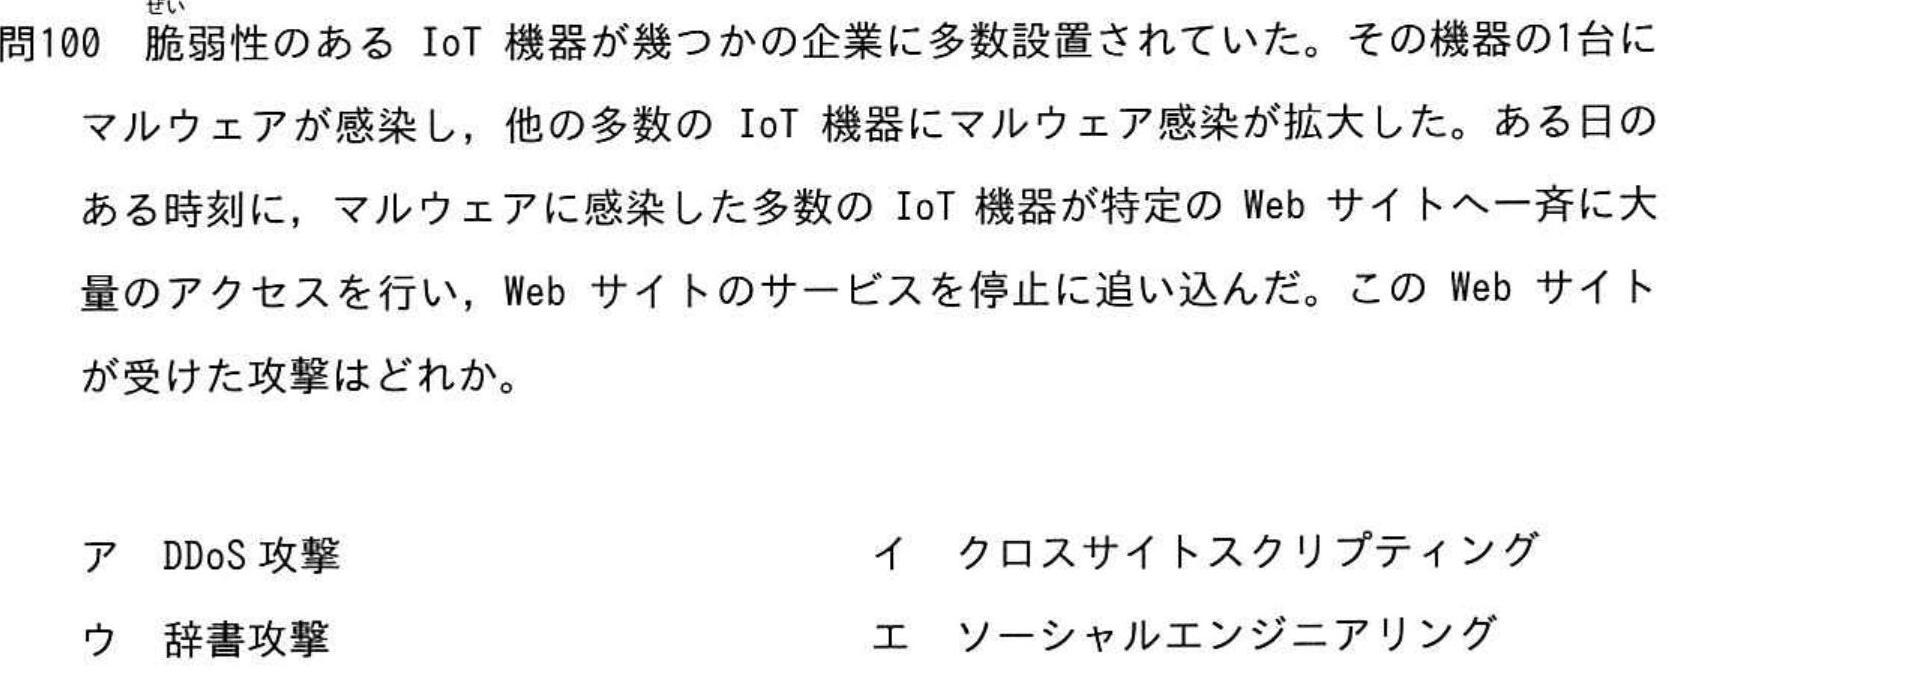 ぜい
問100 脆弱性のある IoT 機器が幾つかの企業に多数設置されていた。その機器の1台に
マルウェアが感染し，他の多数の IoT 機器にマルウェア感染が拡大した。ある日の
ある時刻に，マルウェアに感染した多数の IoT 機器が特定の Web サイトへ一斉に大
量のアクセスを行い，Web サイトのサービスを停止に追い込んだ。この Web サイト
が受けた攻撃はどれか。
ア DDoS 攻撃 イ クロスサイトスクリプティング
ウ 辞書攻撃 エ ソーシャルエンジニアリング